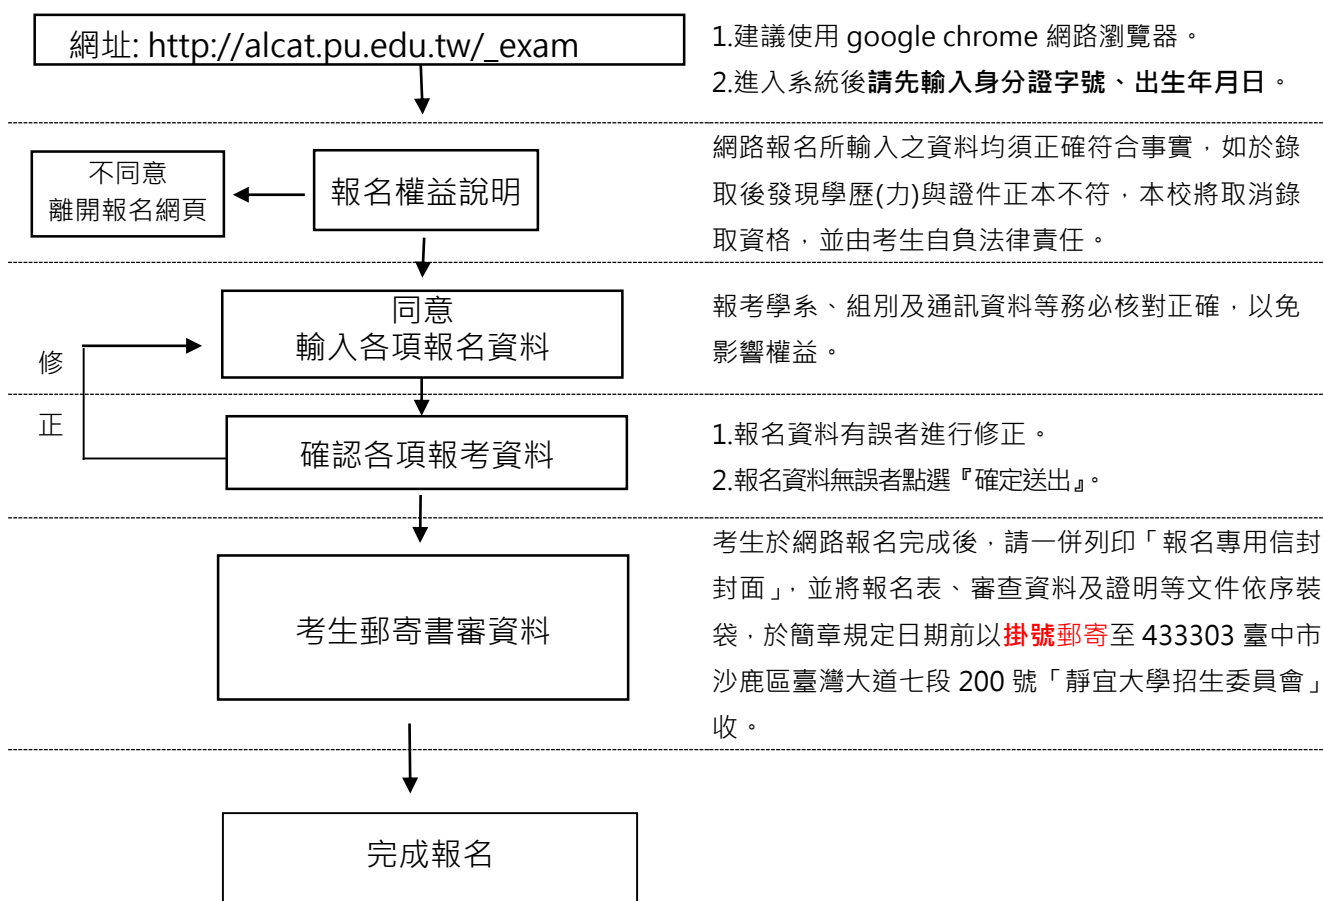 網址: http://alcat.pu.edu.tw/_exam
1.建議使用 google chrome 網路瀏覽器。
2.進入系統後請先輸入身分證字號、出生年月日。
不同意
離開報名網頁
報名權益說明
網路報名所輸入之資料均須正確符合事實，如於錄
取後發現學歷(力)與證件正本不符，本校將取消錄
取資格，並由考生自負法律責任。
同意
輸入各項報名資料
報考學系、組別及通訊資料等務必核對正確，以免
影響權益。
修
正
確認各項報考資料
1.報名資料有誤者進行修正。
2.報名資料無誤者點選『確定送出』。
考生郵寄書審資料
考生於網路報名完成後，請一併列印「報名專用信封
封面」，並將報名表、審查資料及證明等文件依序裝
袋，於簡章規定日期前以掛號郵寄至 433303 臺中市
沙鹿區臺灣大道七段 200 號「靜宜大學招生委員會」
收。
完成報名